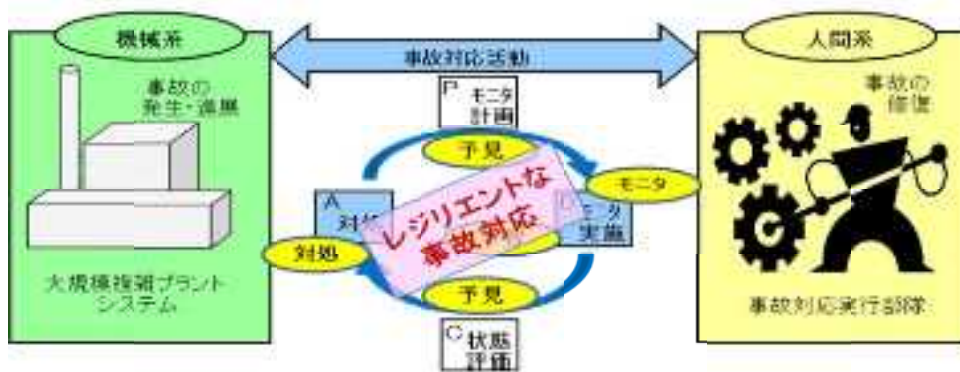 機械系
事故の
発生・進展
大規模複雑プラント
システム
事故対応活動
P モニタ
計画
予見
モニタ
A
対処
レジリエントな
事故対応
モニタ
実施
対処
予見
C 状態
評価
人間系
事故の
修復
事故対応実行部隊